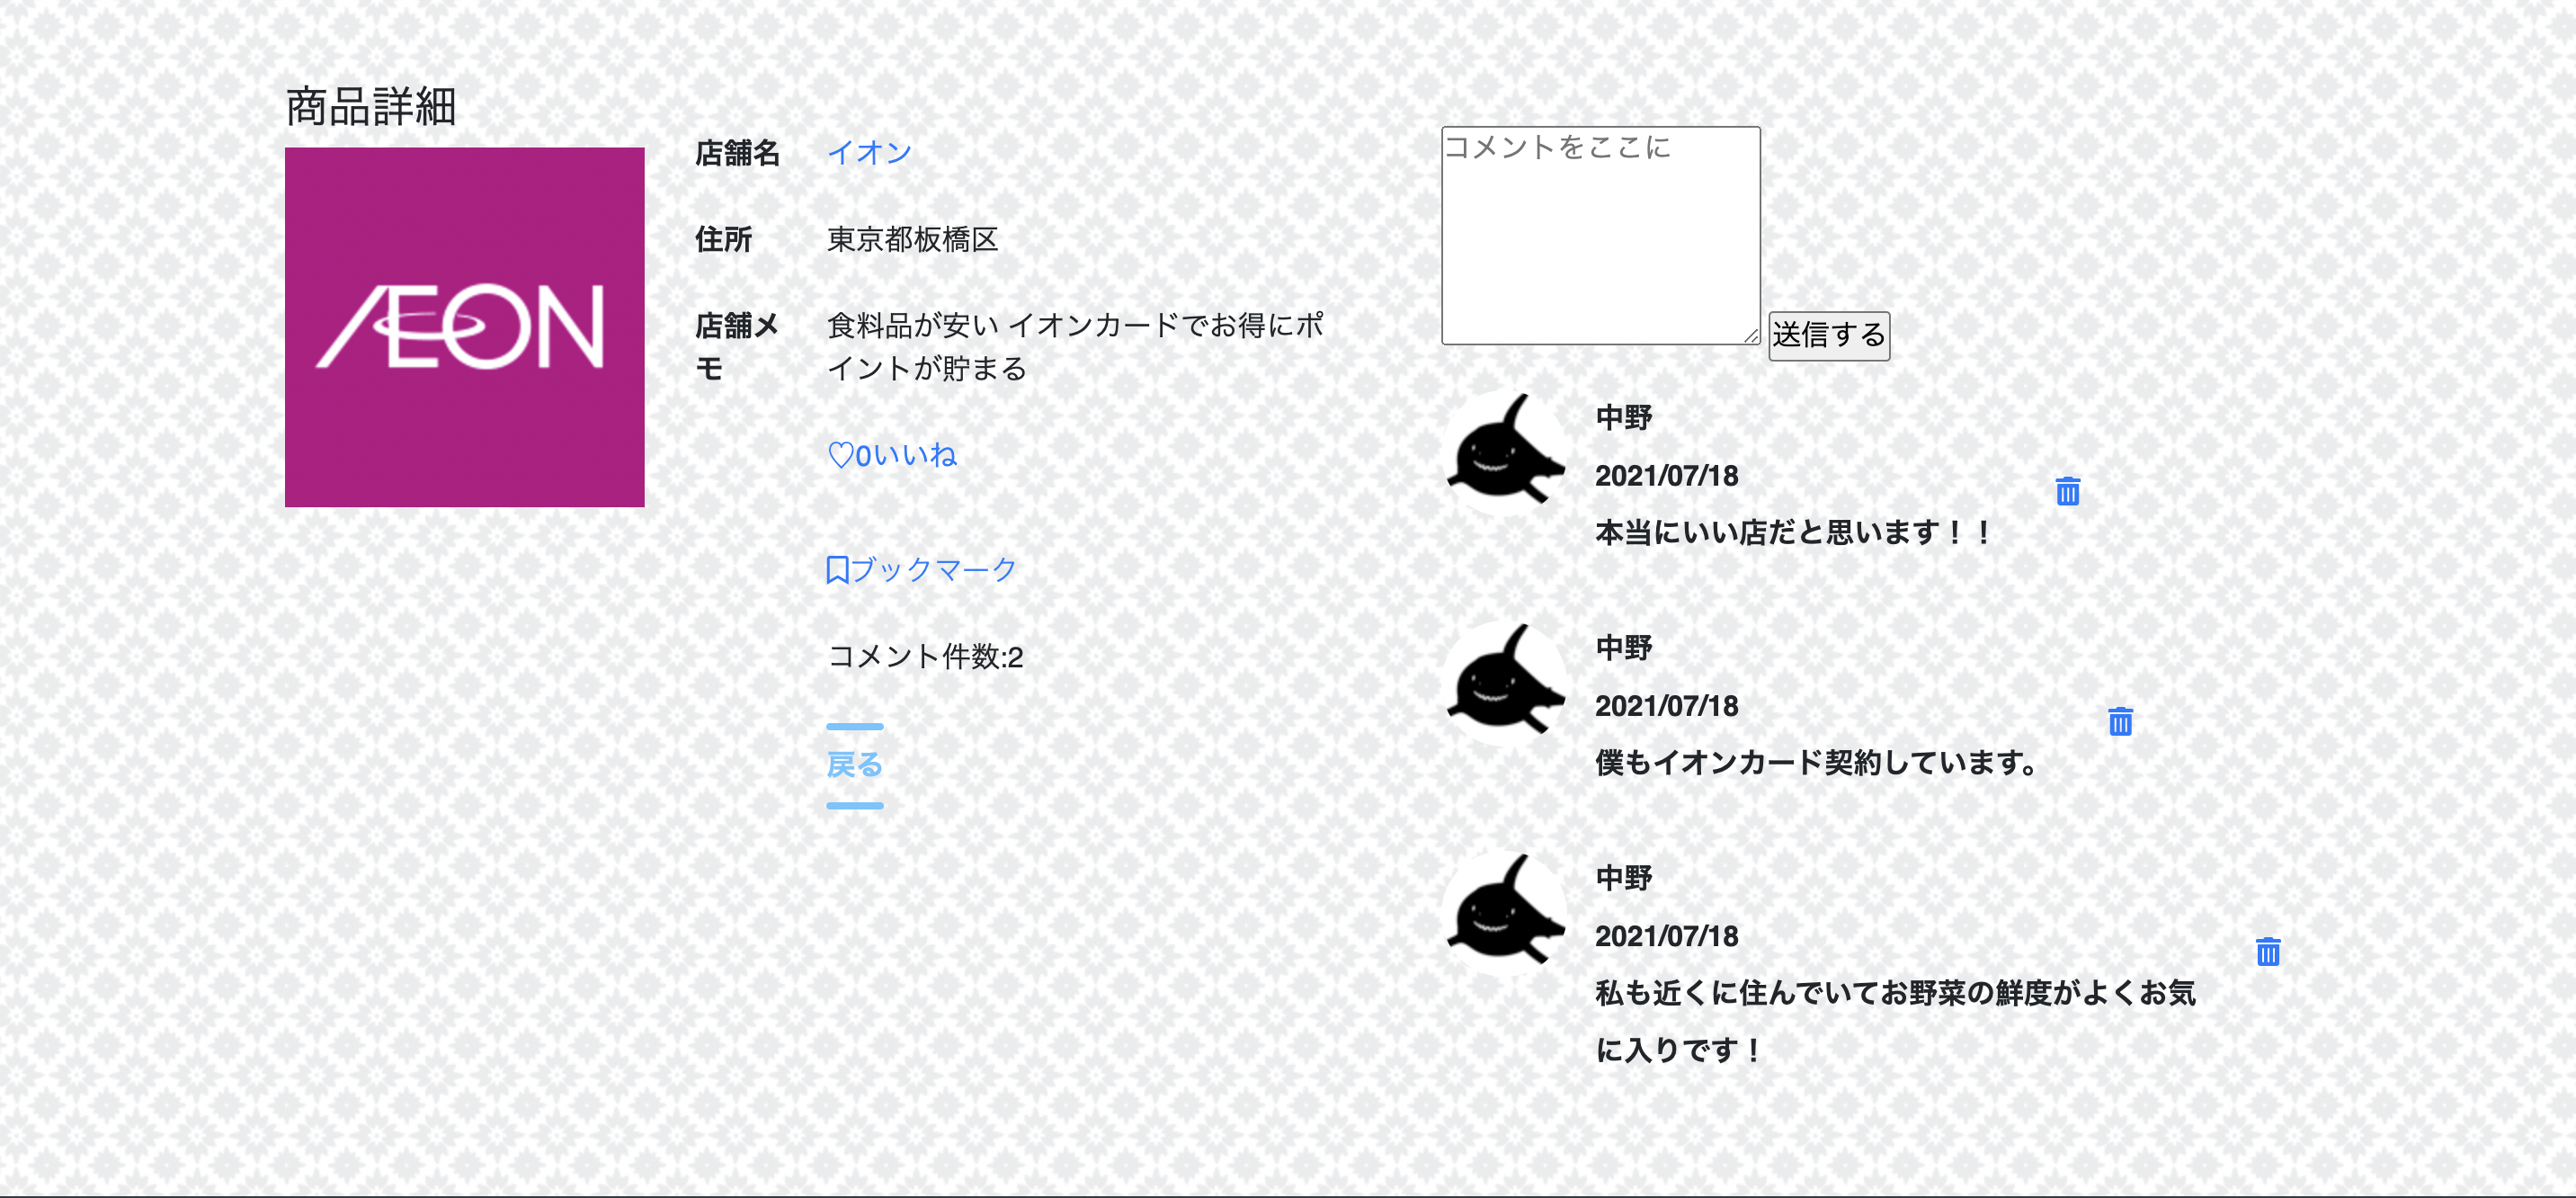 商品詳細
ÆON
店舗名
イオン
住所
東京都板橋区
店舗メ
モ
食料品が安い イオンカードでお得にポ
イントが貯まる
♡0いいね
ブックマーク
コメント件数:2
戻る
コメントをここに
送信する
中野
2021/07/18
本当にいい店だと思います！！
中野
2021/07/18
僕もイオンカード契約しています。
中野
2021/07/18
私も近くに住んでいてお野菜の鮮度がよくお気
に入りです！